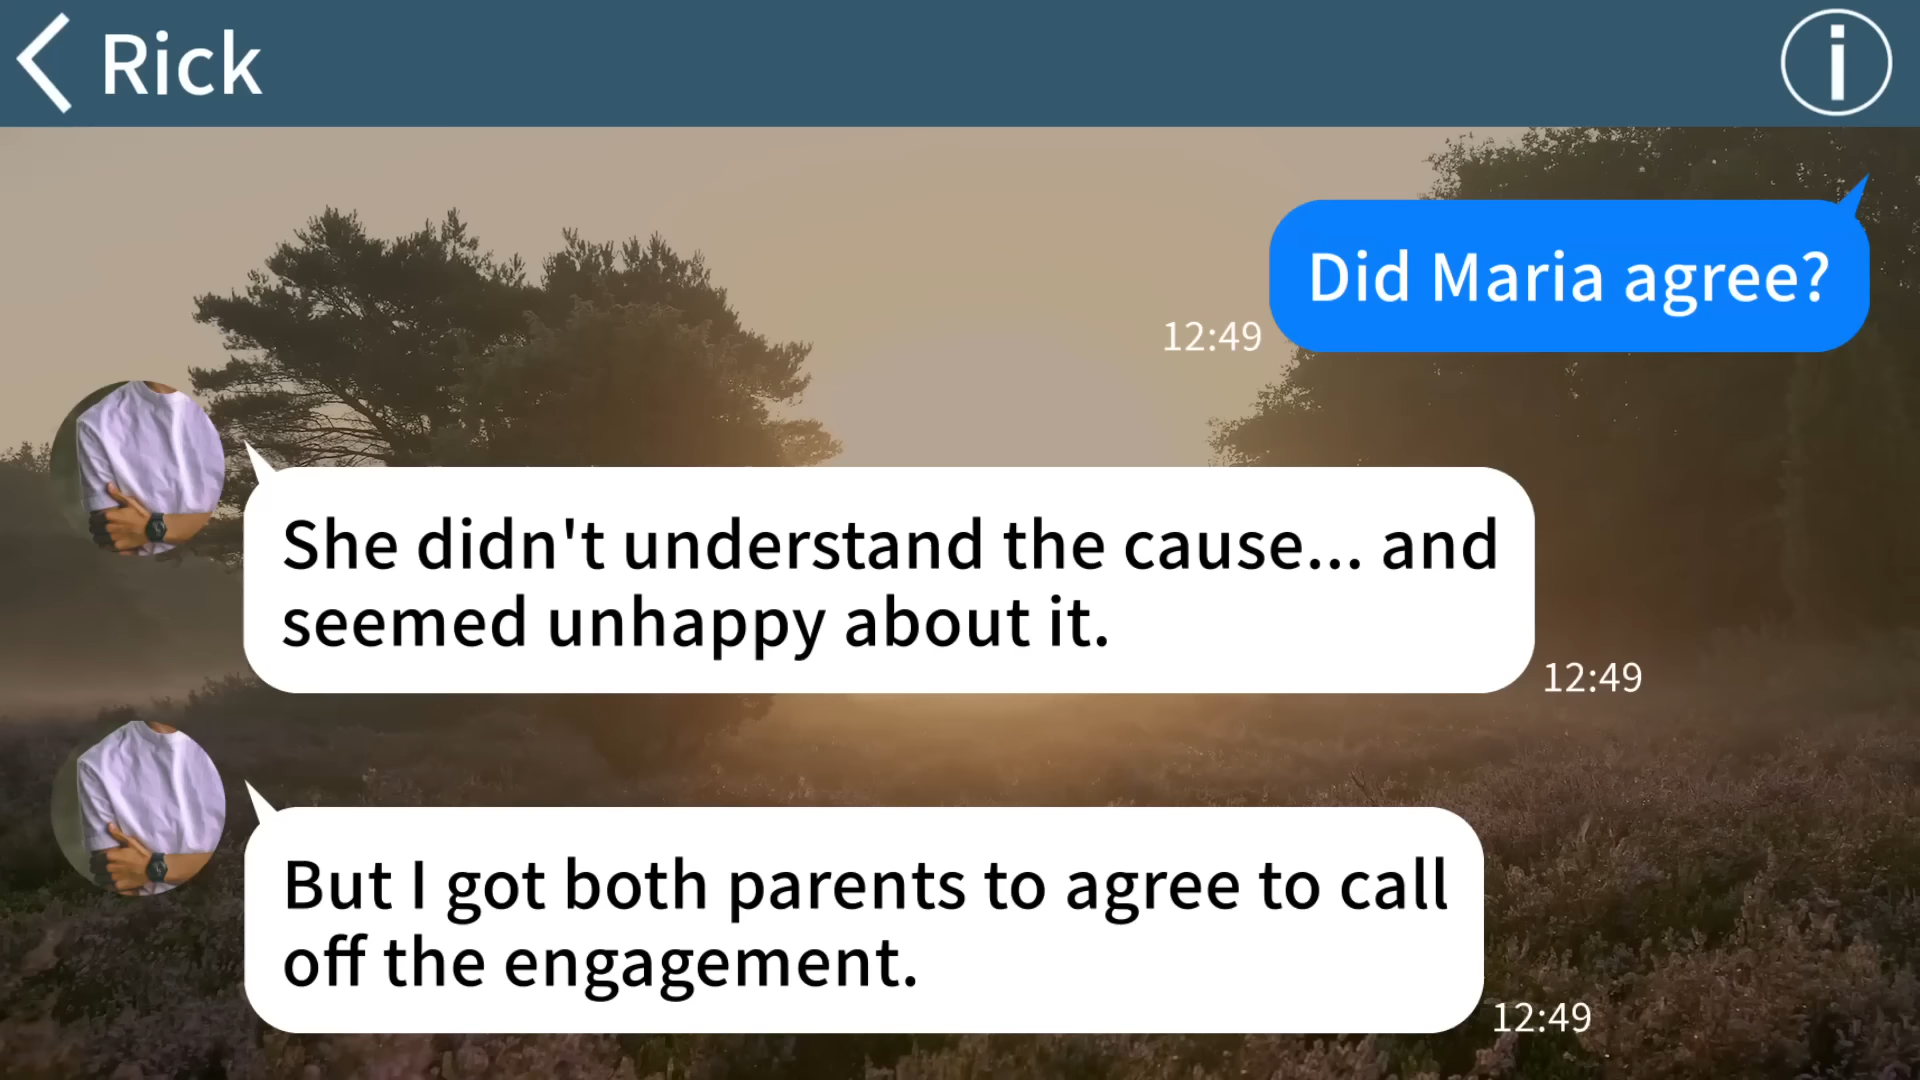 Rick
Did Maria agree?
12:49
She didn't understand the cause... and
seemed unhappy about it.
12:49
But I got both parents to agree to call
off the engagement.
12:49